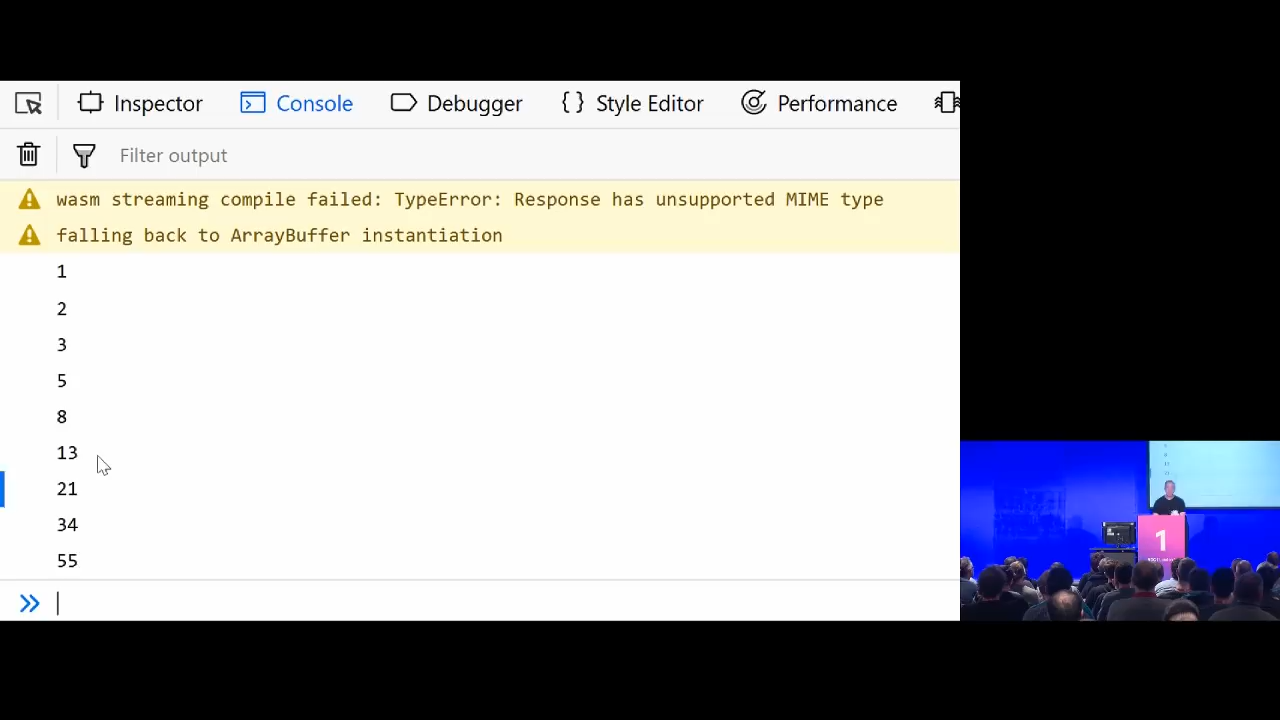 Inspector Console Debugger Style Editor Performance
Filter output
wasm streaming compile failed: TypeError: Response has unsupported MIME type
falling back to ArrayBuffer instantiation
1
2
3
5
8
13
21
34
55
1